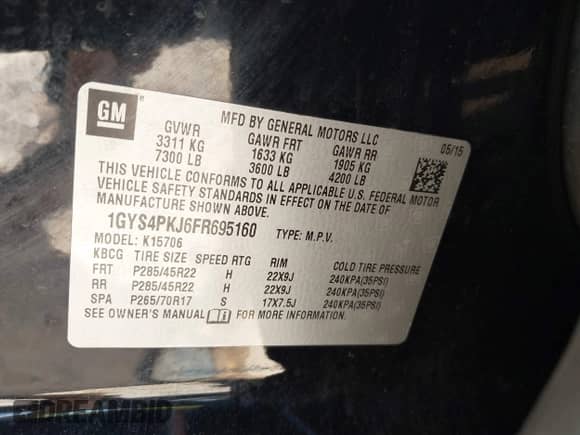 GM ®
MFD BY GENERAL MOTORS LLC
05/15
GVWR GAWR FRT GAWR RR
3311 KG 1633 KG 1905 KG
7300 LB 3600 LB 4200 LB
THIS VEHICLE CONFORMS TO ALL APPLICABLE U.S. FEDERAL MOTOR
VEHICLE SAFETY STANDARDS IN EFFECT ON THE DATE OF
MANUFACTURE SHOWN ABOVE.
1GYS4PKJ6FR695160 TYPE: M.P.V.
MODEL: K15706
KBCG TIRE SIZE SPEED RTG RIM COLD TIRE PRESSURE
FRT P285/45R22 H 22X9J 240KPA(35PSI)
RR P285/45R22 H 22X9J 240KPA(35PSI)
SPA P265/70R17 S 17X7.5J 240KPA(35PSI)
SEE OWNER'S MANUAL FOR MORE INFORMATION.
DREAMBID